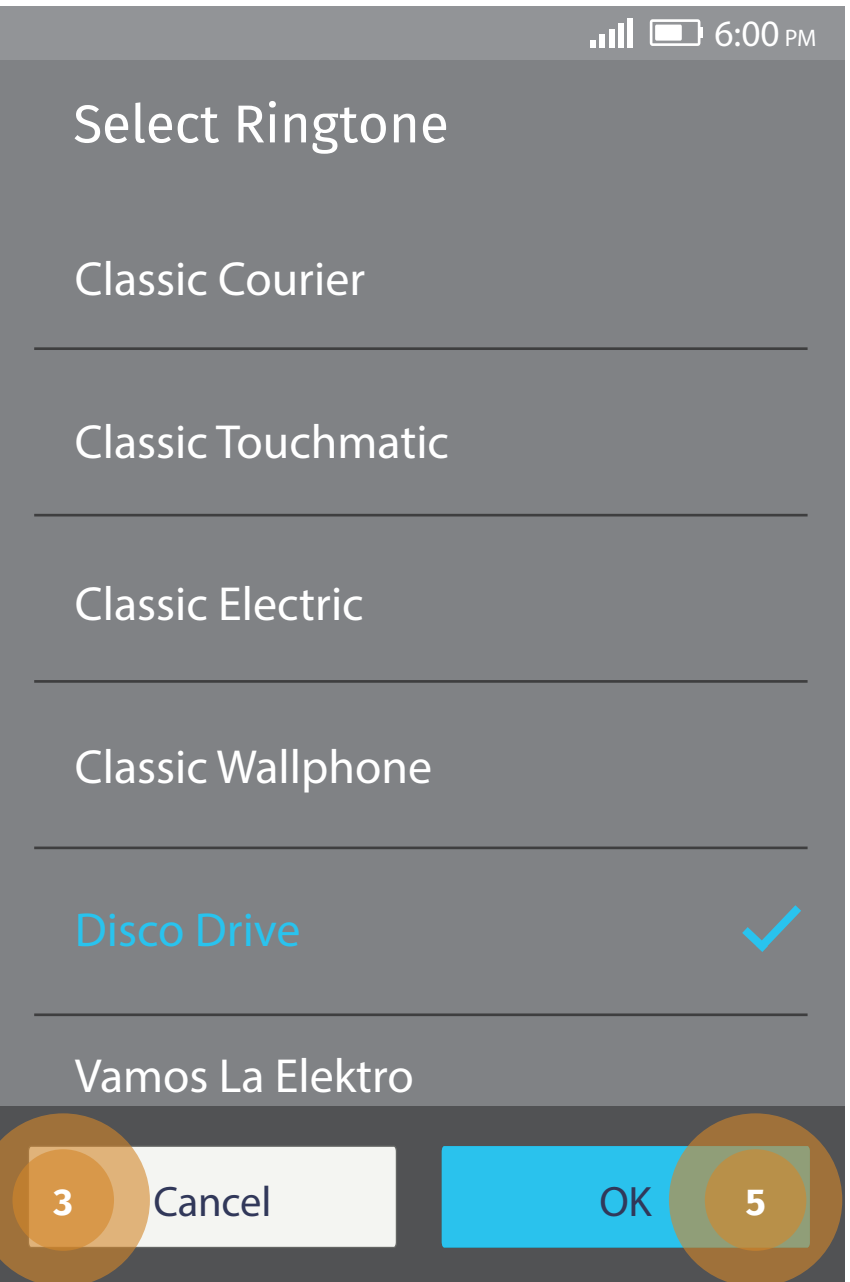 6:00 PM
Select Ringtone
Classic Courier
Classic Touchmatic
Classic Electric
Classic Wallphone
Disco Drive
Vamos La Elektro
3 Cancel OK 5